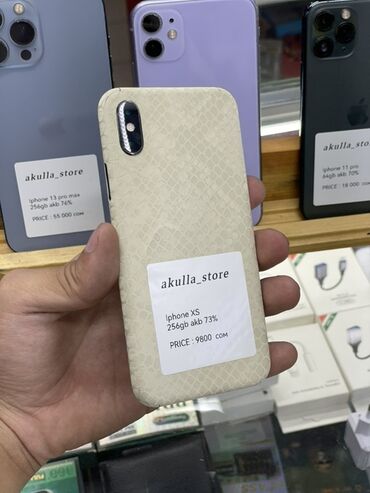 akulla_store
Iphone 13 pro max
256gb akb 76%
PRICE : 55 000 сом
akulla_store
Iphone 11 pro
64gb akb 70%
PRICE : 18 000 сом
akulla_store
Iphone XS
256gb akb 73%
PRICE : 9800 сом